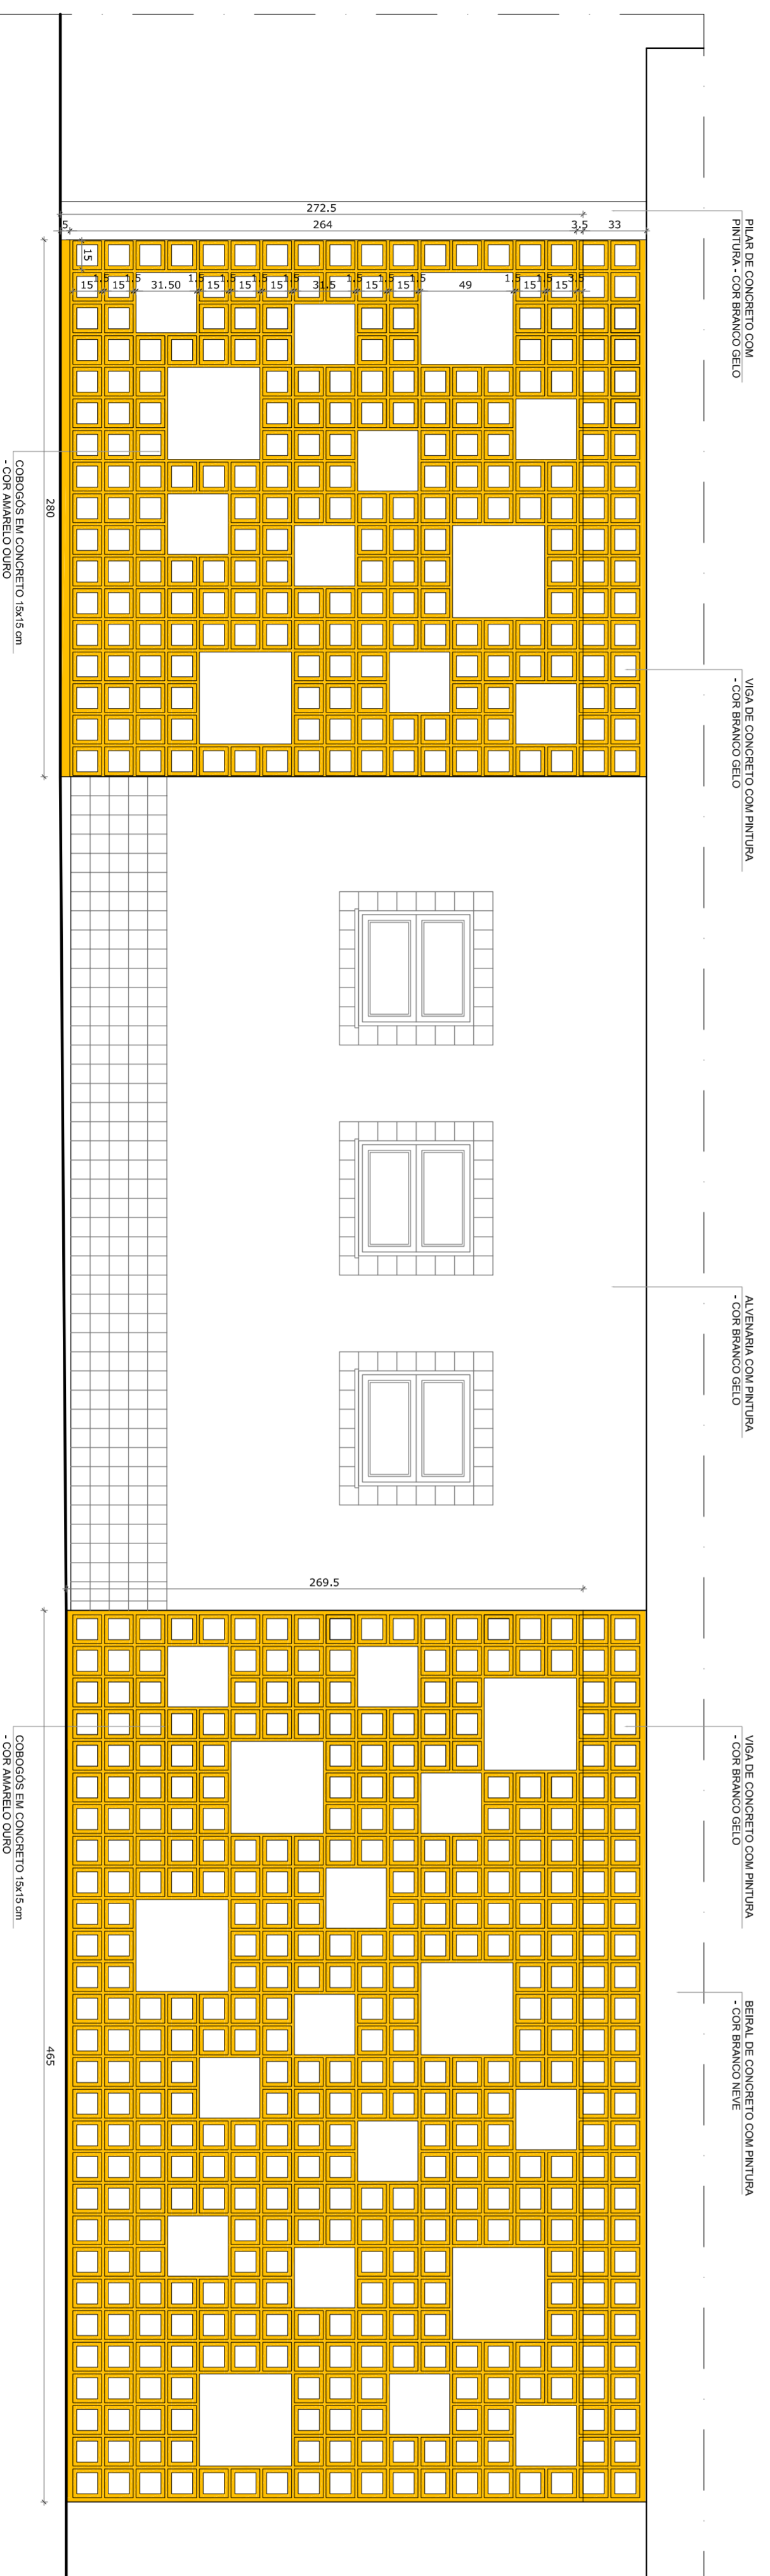 PILAR DE CONCRETO COM
PINTURA - COR BRANCO GELO
VIGA DE CONCRETO COM PINTURA
- COR BRANCO GELO
ALVENARIA COM PINTURA
- COR BRANCO GELO
VIGA DE CONCRETO COM PINTURA
- COR BRANCO GELO
BEIRAL DE CONCRETO COM PINTURA
- COR BRANCO NEVE
272.5
5 264 3.5 33
15
15 1.5 15 1.5 31.50 1.5 15 1.5 15 1.5 15 1.5 31.5 1.5 15 1.5 15 1.5 49 1.5 15 1.5 15 3.5
280
269.5
465
COBOGÓS EM CONCRETO 15x15 cm
- COR AMARELO OURO
COBOGÓS EM CONCRETO 15x15 cm
- COR AMARELO OURO